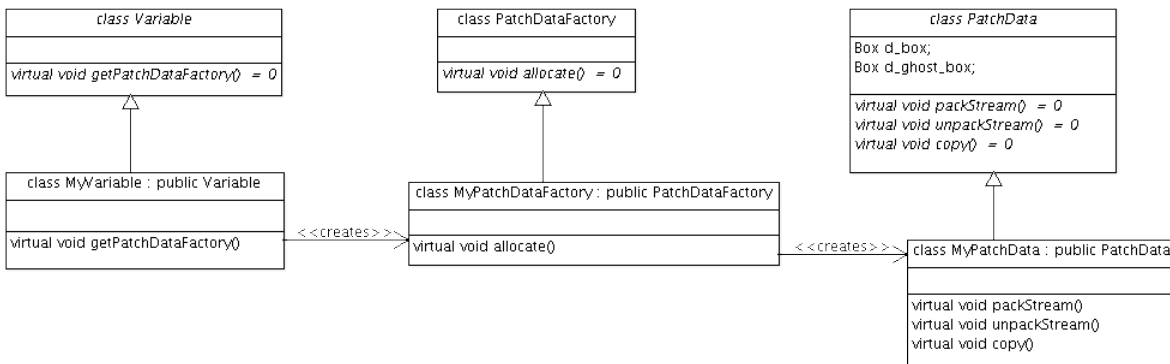 class Variable
virtual void getPatchDataFactory() = 0
class PatchDataFactory
virtual void allocate() = 0
class PatchData
Box d_box;
Box d_ghost_box;
virtual void packStream() = 0
virtual void unpackStream() = 0
virtual void copy() = 0
class MyVariable : public Variable
virtual void getPatchDataFactory()
<<creates>>
class MyPatchDataFactory : public PatchDataFactory
virtual void allocate()
<<creates>>
class MyPatchData : public PatchData
virtual void packStream()
virtual void unpackStream()
virtual void copy()